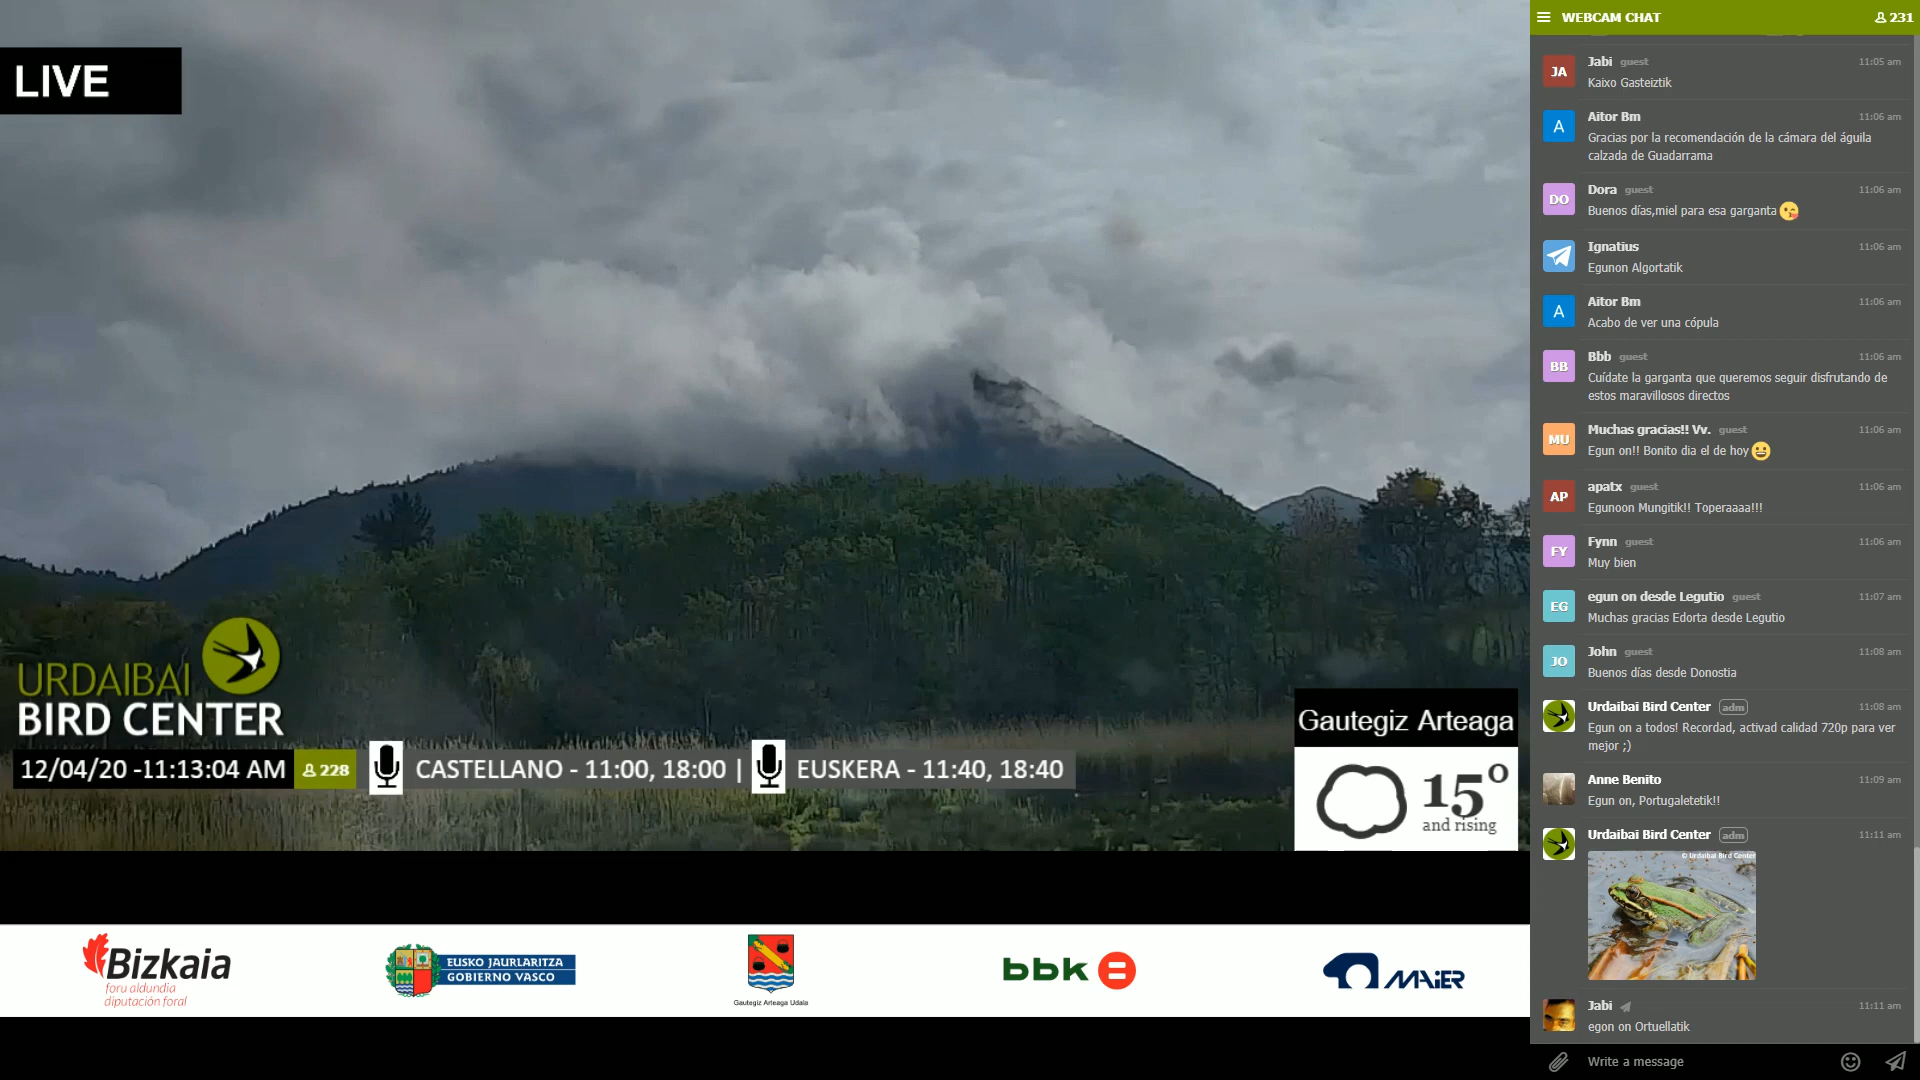 LIVE
URDAIBAI
BIRD CENTER
12/04/20 -11:13:04 AM
228
CASTELLANO - 11:00, 18:00 |
EUSKERA - 11:40, 18:40
Gautegiz Arteaga
15°
and rising
Bizkaia
foru aldundia
diputación foral
EUSKO JAURLARITZA
GOBIERNO VASCO
Gautegiz Arteaga Udala
bbk
MAIER
WEBCAM CHAT
231
JA
Jabi guest
11:05 am
Kaixo Gasteiztik
A
Aitor Bm
11:06 am
Gracias por la recomendación de la cámara del águila
calzada de Guadarrama
DO
Dora guest
11:06 am
Buenos días,miel para esa garganta😘
Ignatius
11:06 am
Egunon Algortatik
A
Aitor Bm
11:06 am
Acabo de ver una cópula
BB
Bbb guest
11:06 am
Cuídate la garganta que queremos seguir disfrutando de
estos maravillosos directos
MU
Muchas gracias!! Vv. guest
11:06 am
Egun on!! Bonito dia el de hoy😀
AP
apatx guest
11:06 am
Egunoon Mungitik!! Toperaaaa!!!
FY
Fynn guest
11:06 am
Muy bien
EG
egun on desde Legutio guest
11:07 am
Muchas gracias Edorta desde Legutio
JO
John guest
11:08 am
Buenos días desde Donostia
Urdaibai Bird Center adm
11:08 am
Egun on a todos! Recordad, activad calidad 720p para ver
mejor ;)
Anne Benito
11:09 am
Egun on, Portugaletetik!!
Urdaibai Bird Center adm
11:11 am
© Urdaibai Bird Center
Jabi
11:11 am
egon on Ortuellatik
Write a message